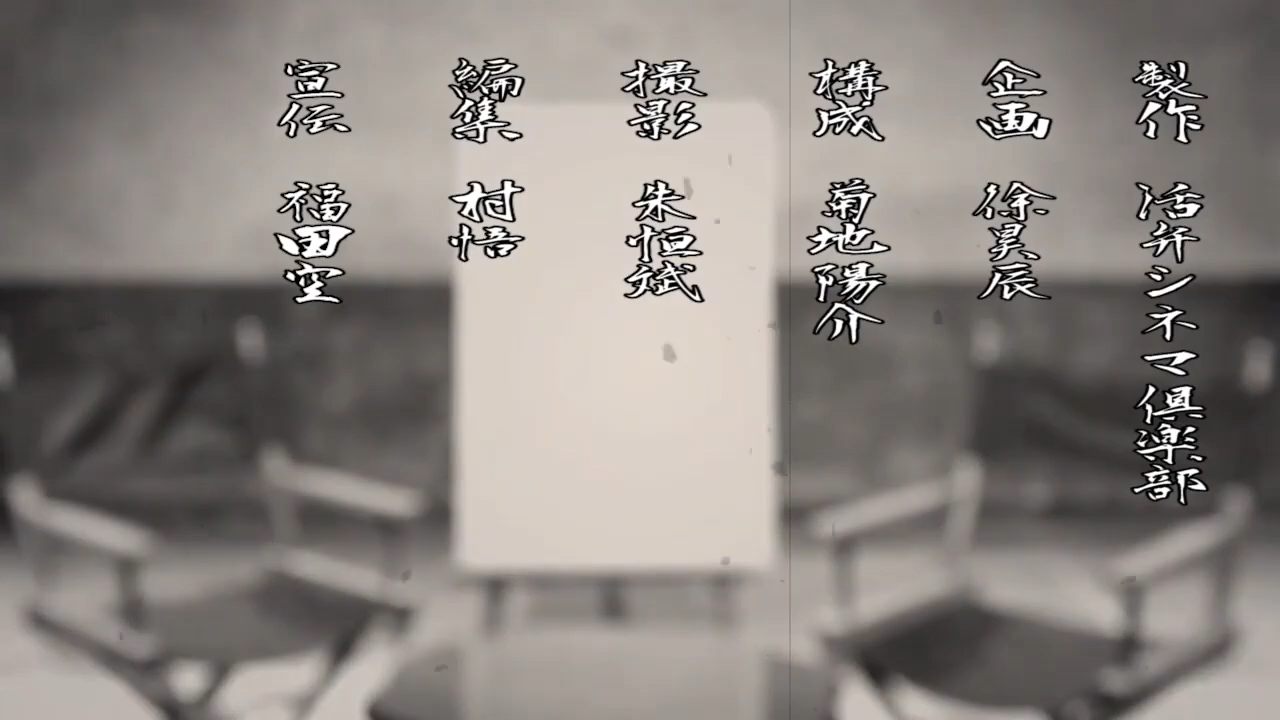 製作 活弁シネマ倶楽部
企画 徐昊辰
構成 菊地陽介
撮影 朱恒斌
編集 村悟
宣伝 福田空